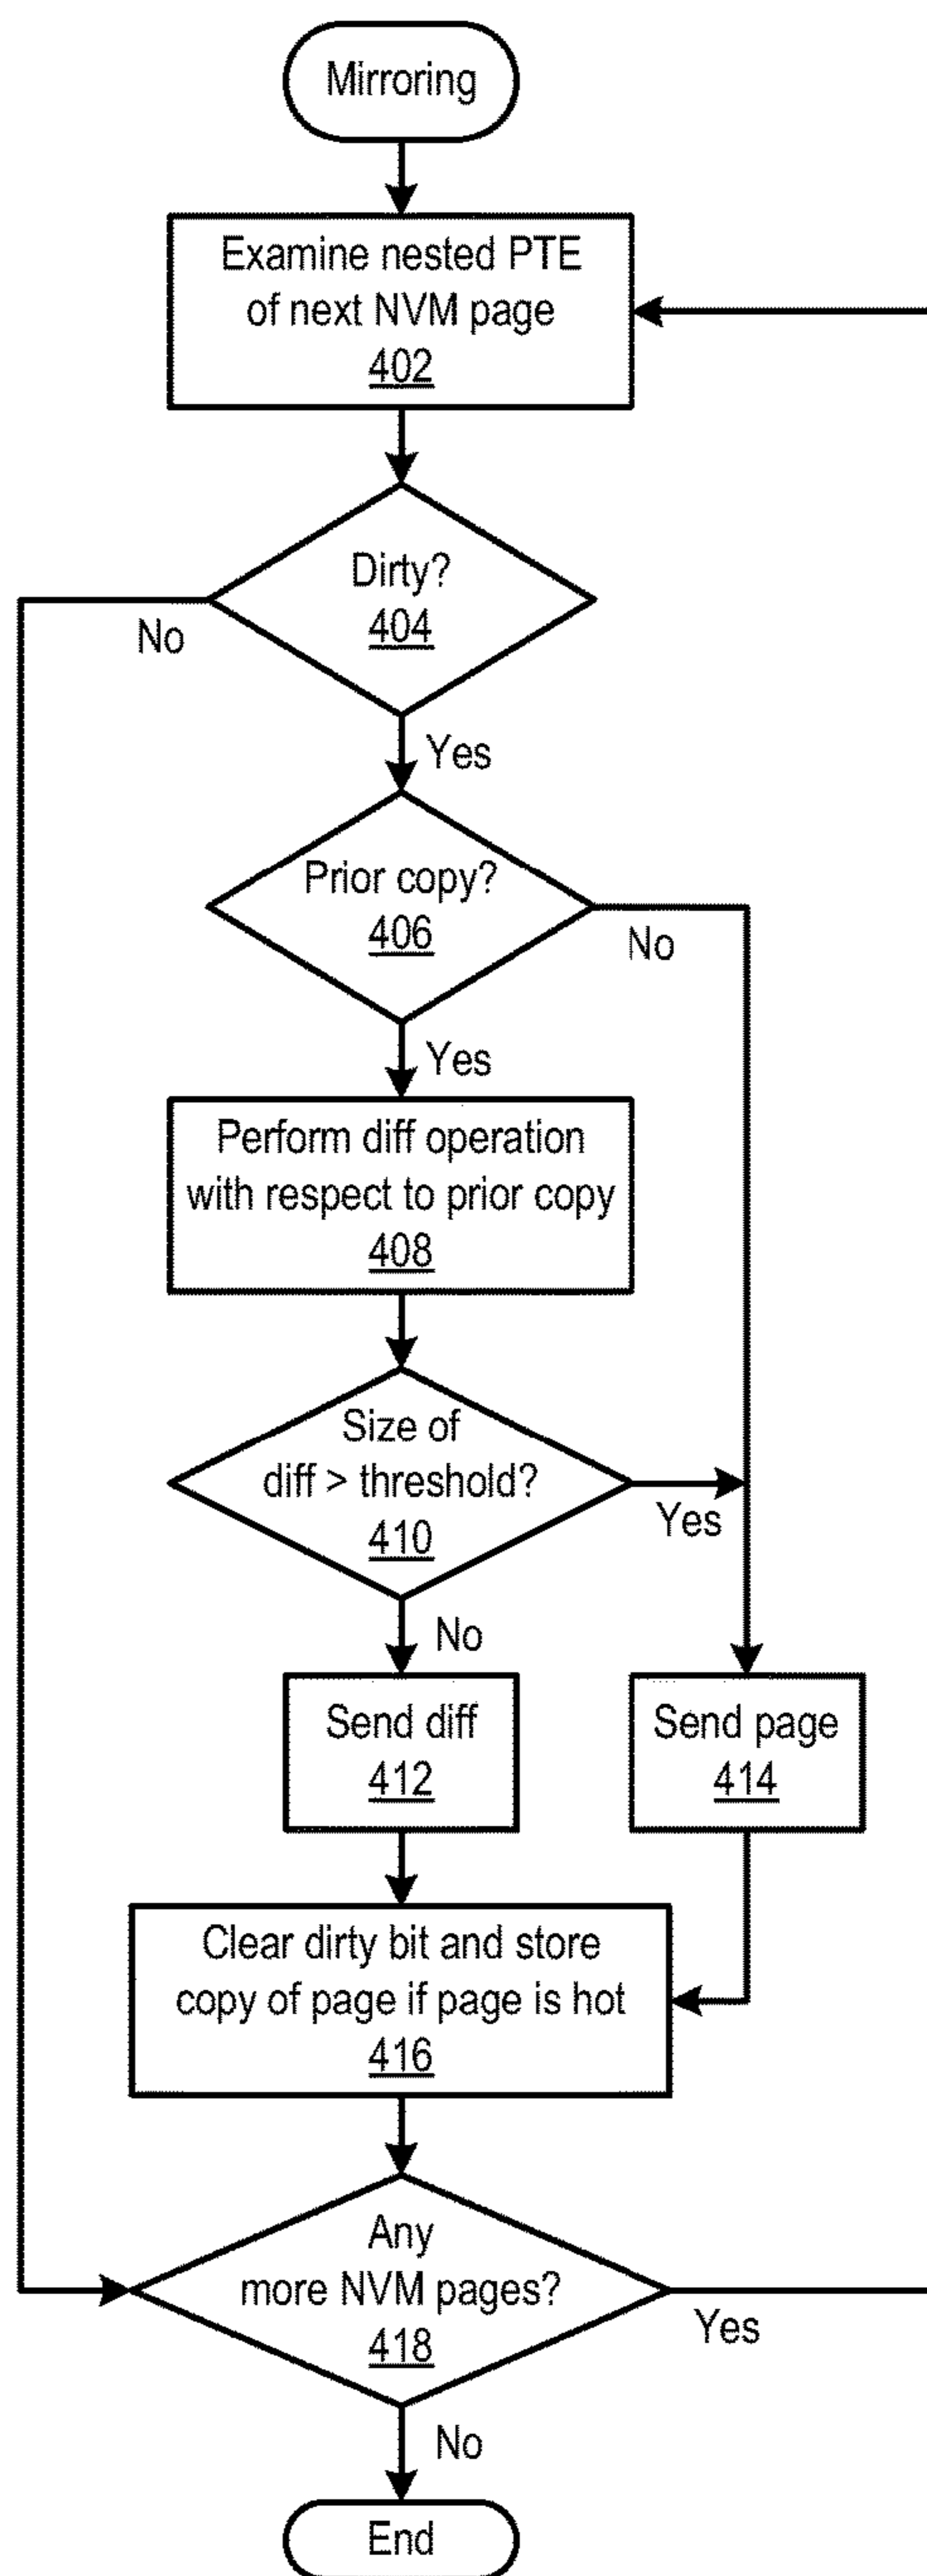 Mirroring
Examine nested PTE
of next NVM page
402
Dirty?
404
No
Yes
Prior copy?
406
No
Yes
Perform diff operation
with respect to prior copy
408
Size of
diff > threshold?
410
Yes
No
Send diff
412
Send page
414
Clear dirty bit and store
copy of page if page is hot
416
Any
more NVM pages?
418
Yes
No
End